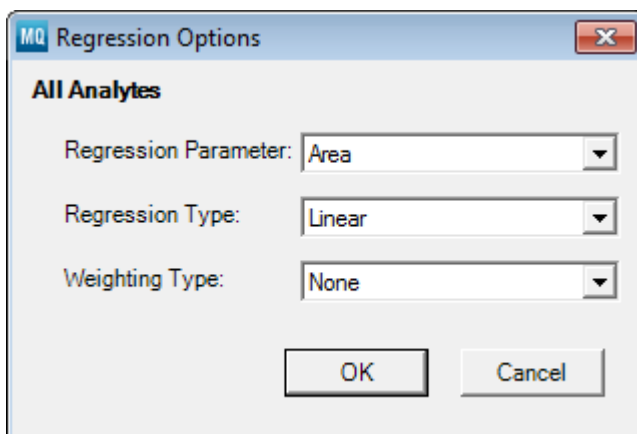 MQ Regression Options
All Analytes
Regression Parameter: Area
Regression Type: Linear
Weighting Type: None
OK Cancel